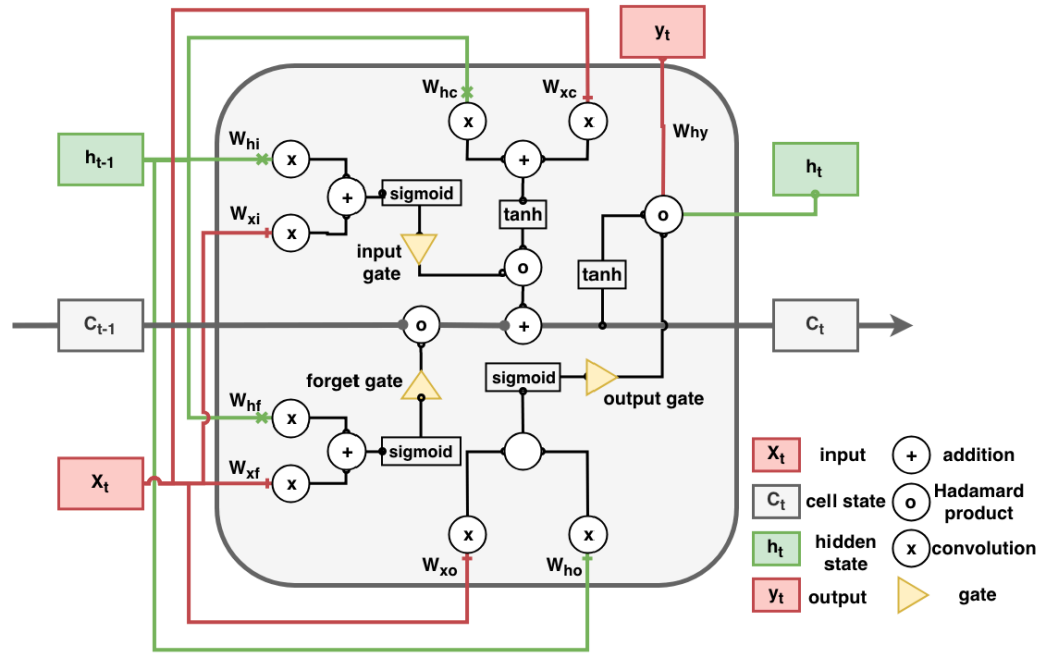 yt
Whc
Wxc
x
x
Why
ht-1
Whi
x
+
ht
+
sigmoid
tanh
o
Wxi
x
input
gate
o
tanh
Ct-1
o
+
Ct
forget gate
sigmoid
output gate
Whf
x
+
sigmoid
Xt
Wxf
x
x
x
Wxo
Who
Xt input
+ addition
Ct cell state
o Hadamard
product
ht hidden
state
x convolution
yt output
gate